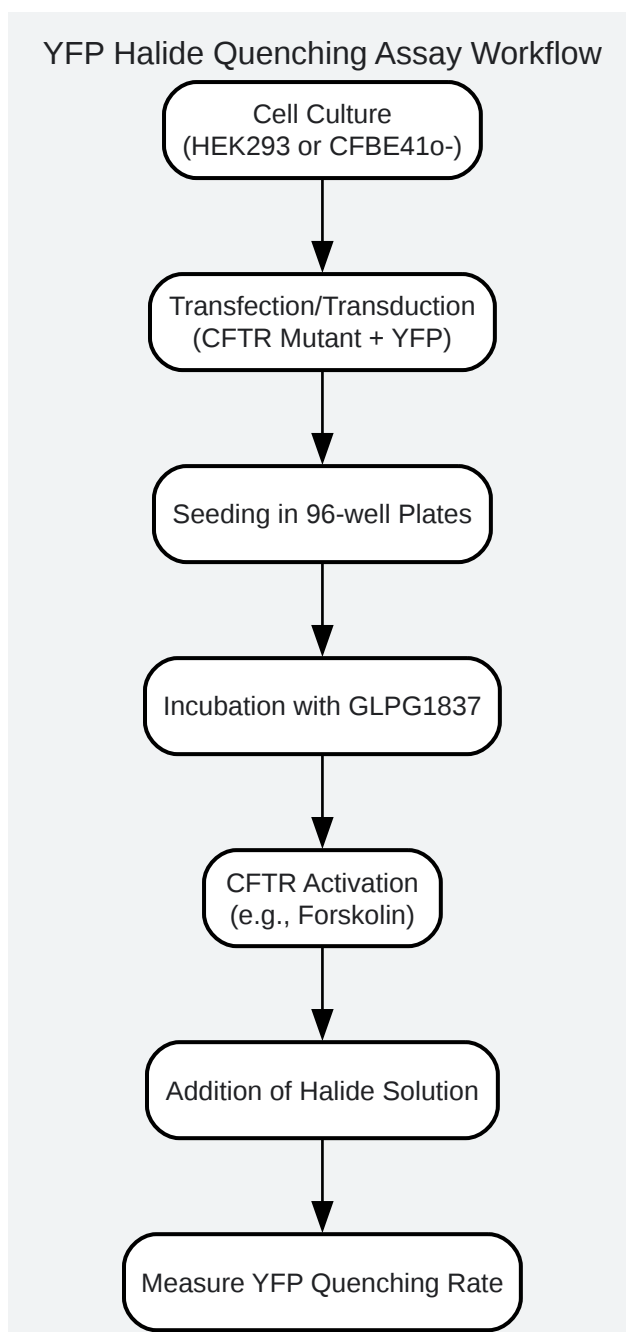 YFP Halide Quenching Assay Workflow
Cell Culture
(HEK293 or CFBE41o-)
Transfection/Transduction
(CFTR Mutant + YFP)
Seeding in 96-well Plates
Incubation with GLPG1837
CFTR Activation
(e.g., Forskolin)
Addition of Halide Solution
Measure YFP Quenching Rate